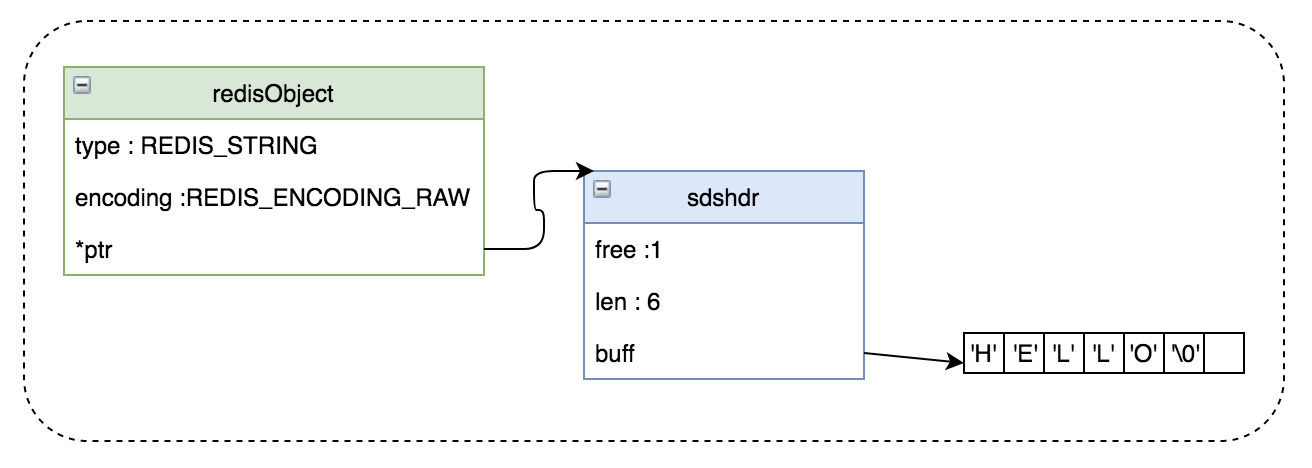 redisObject
type : REDIS_STRING
encoding :REDIS_ENCODING_RAW
*ptr
sdshdr
free :1
len : 6
buff
'H' 'E' 'L' 'L' 'O' '\0'